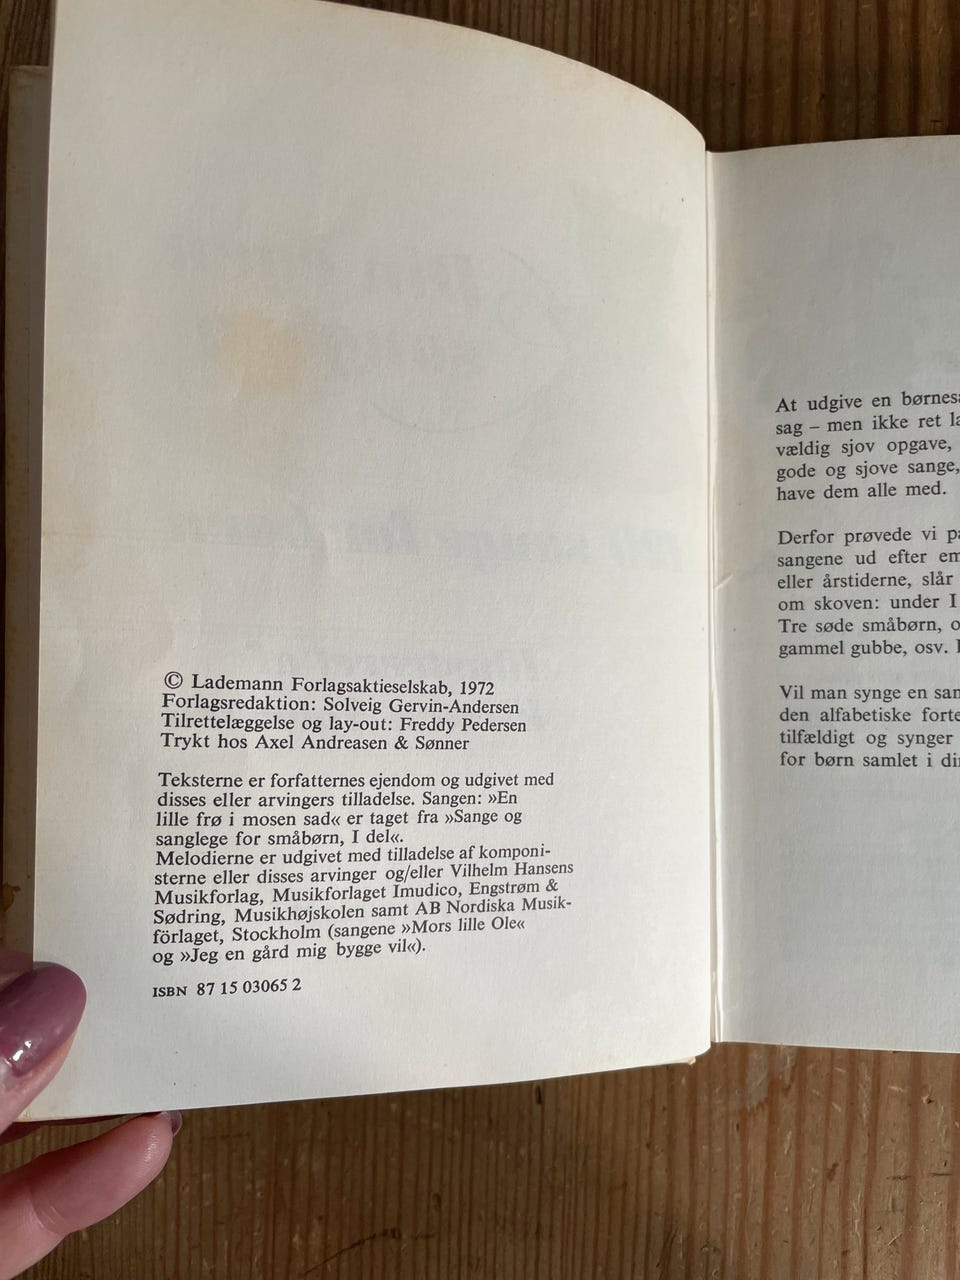 © Lademann Forlagsaktieselskab, 1972
Forlagsredaktion: Solveig Gervin-Andersen
Tilrettelæggelse og lay-out: Freddy Pedersen
Trykt hos Axel Andreasen & Sønner
Teksterne er forfatternes ejendom og udgivet med
disses eller arvingers tilladelse. Sangen: »En
lille frø i mosen sad« er taget fra »Sange og
sanglege for småbørn, I del«.
Melodierne er udgivet med tilladelse af komponi-
sterne eller disses arvinger og/eller Vilhelm Hansens
Musikforlag, Musikforlaget Imudico, Engstrøm &
Sødring, Musikhøjskolen samt AB Nordiska Musik-
förlaget, Stockholm (sangene »Mors lille Ole«
og »Jeg en gård mig bygge vil«).
ISBN 87 15 03065 2
At udgive en børnes
sag – men ikke ret
vældig sjov opgave,
gode og sjove sange,
have dem alle med.
Derfor prøvede vi
sangene ud efter
eller årstiderne, slår
om skoven: under I
Tre søde småbørn,
gammel gubbe, osv.
Vil man synge en
den alfabetiske
tilfældigt og synger
for børn samlet i